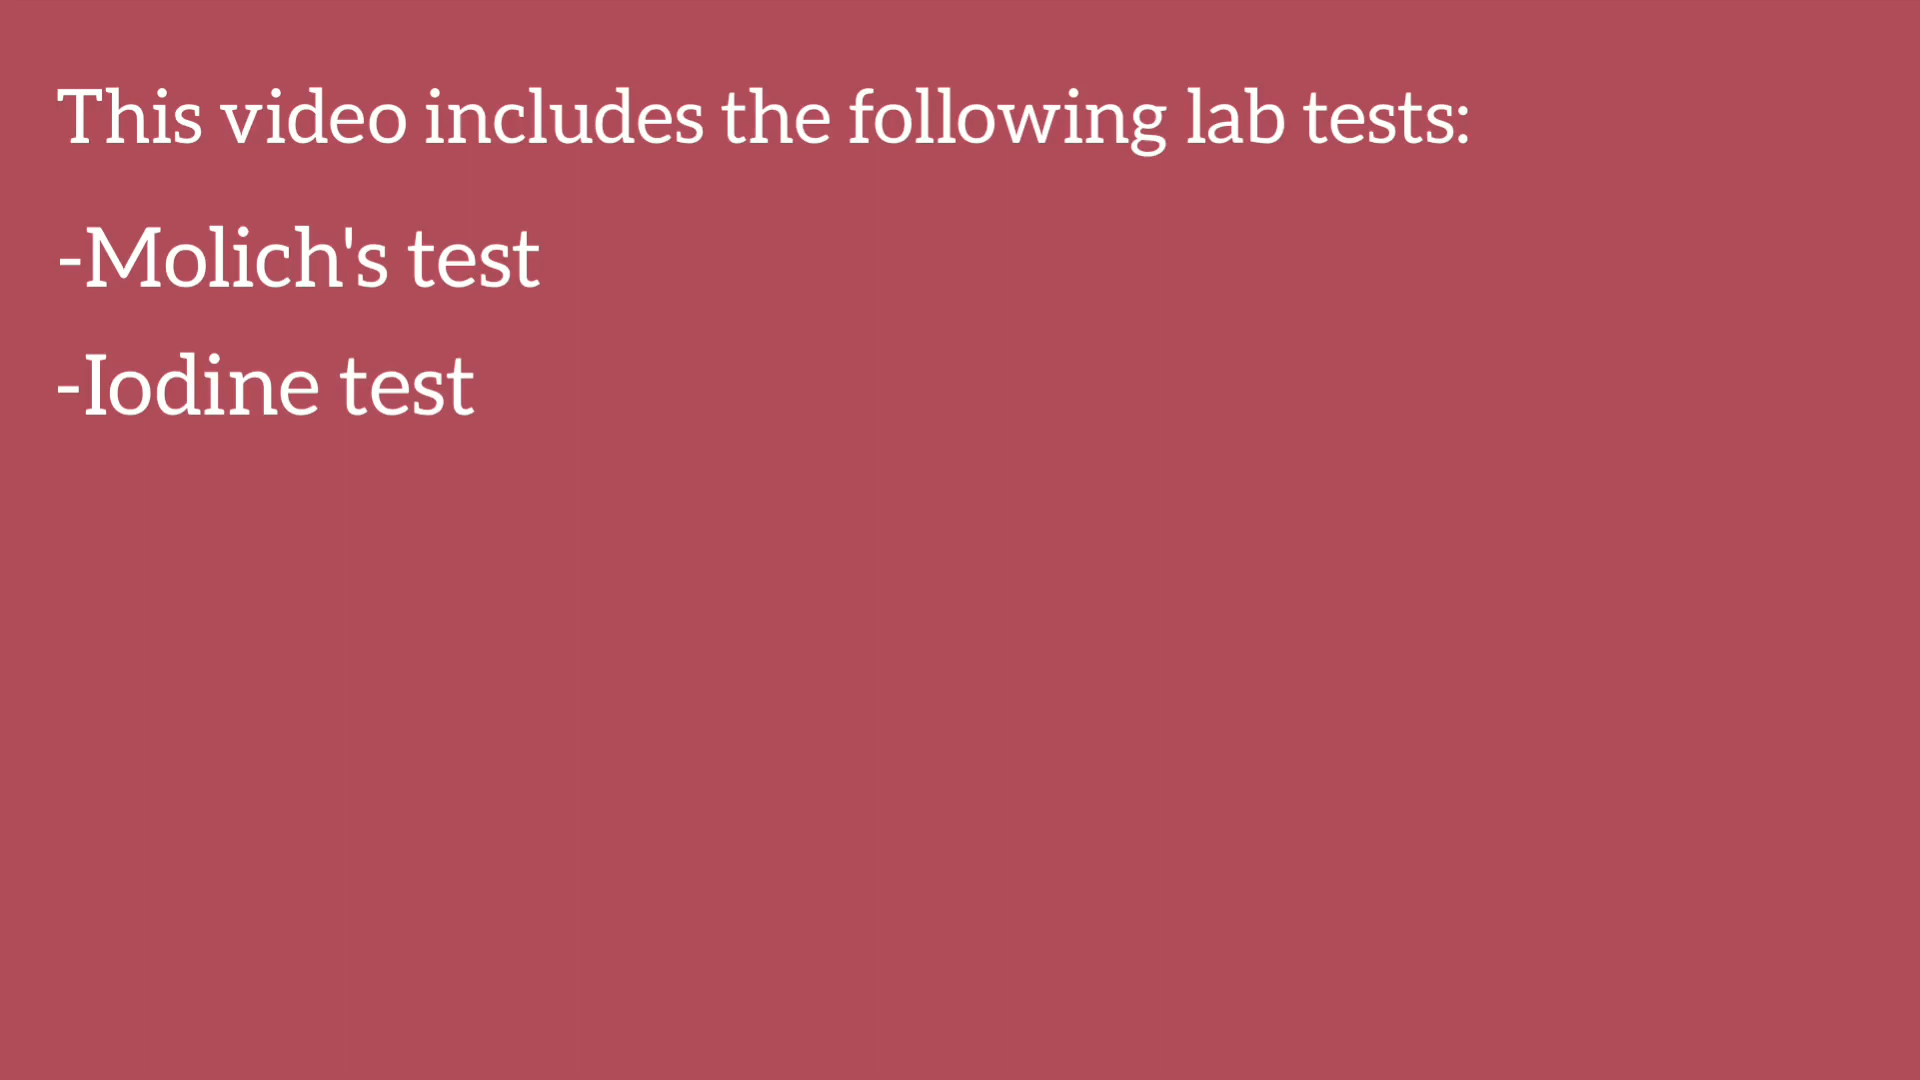 This video includes the following lab tests:
-Molich's test
-Iodine test